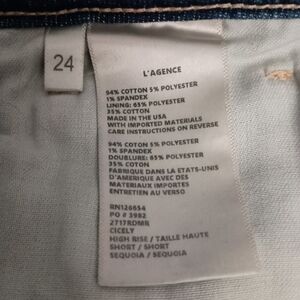 24
L'AGENCE
94% COTTON 5% POLYESTER
1% SPANDEX
LINING: 65% POLYESTER
35% COTTON
MADE IN THE USA
WITH IMPORTED MATERIALS
CARE INSTRUCTIONS ON REVERSE
94% COTON 5% POLYESTER
1% SPANDEX
DOUBLURE: 65% POLYESTER
35% COTON
FABRIQUE DANS LA ETATS-UNIS
D'AMERIQUE AVEC DES
MATERIAUX IMPORTES
ENTRETIEN AU VERSO
RN126654
PO # 3982
2717RDMR
CICELY
HIGH RISE / TAILLE HAUTE
SHORT / SHORT
SEQUOIA / SEQUOIA